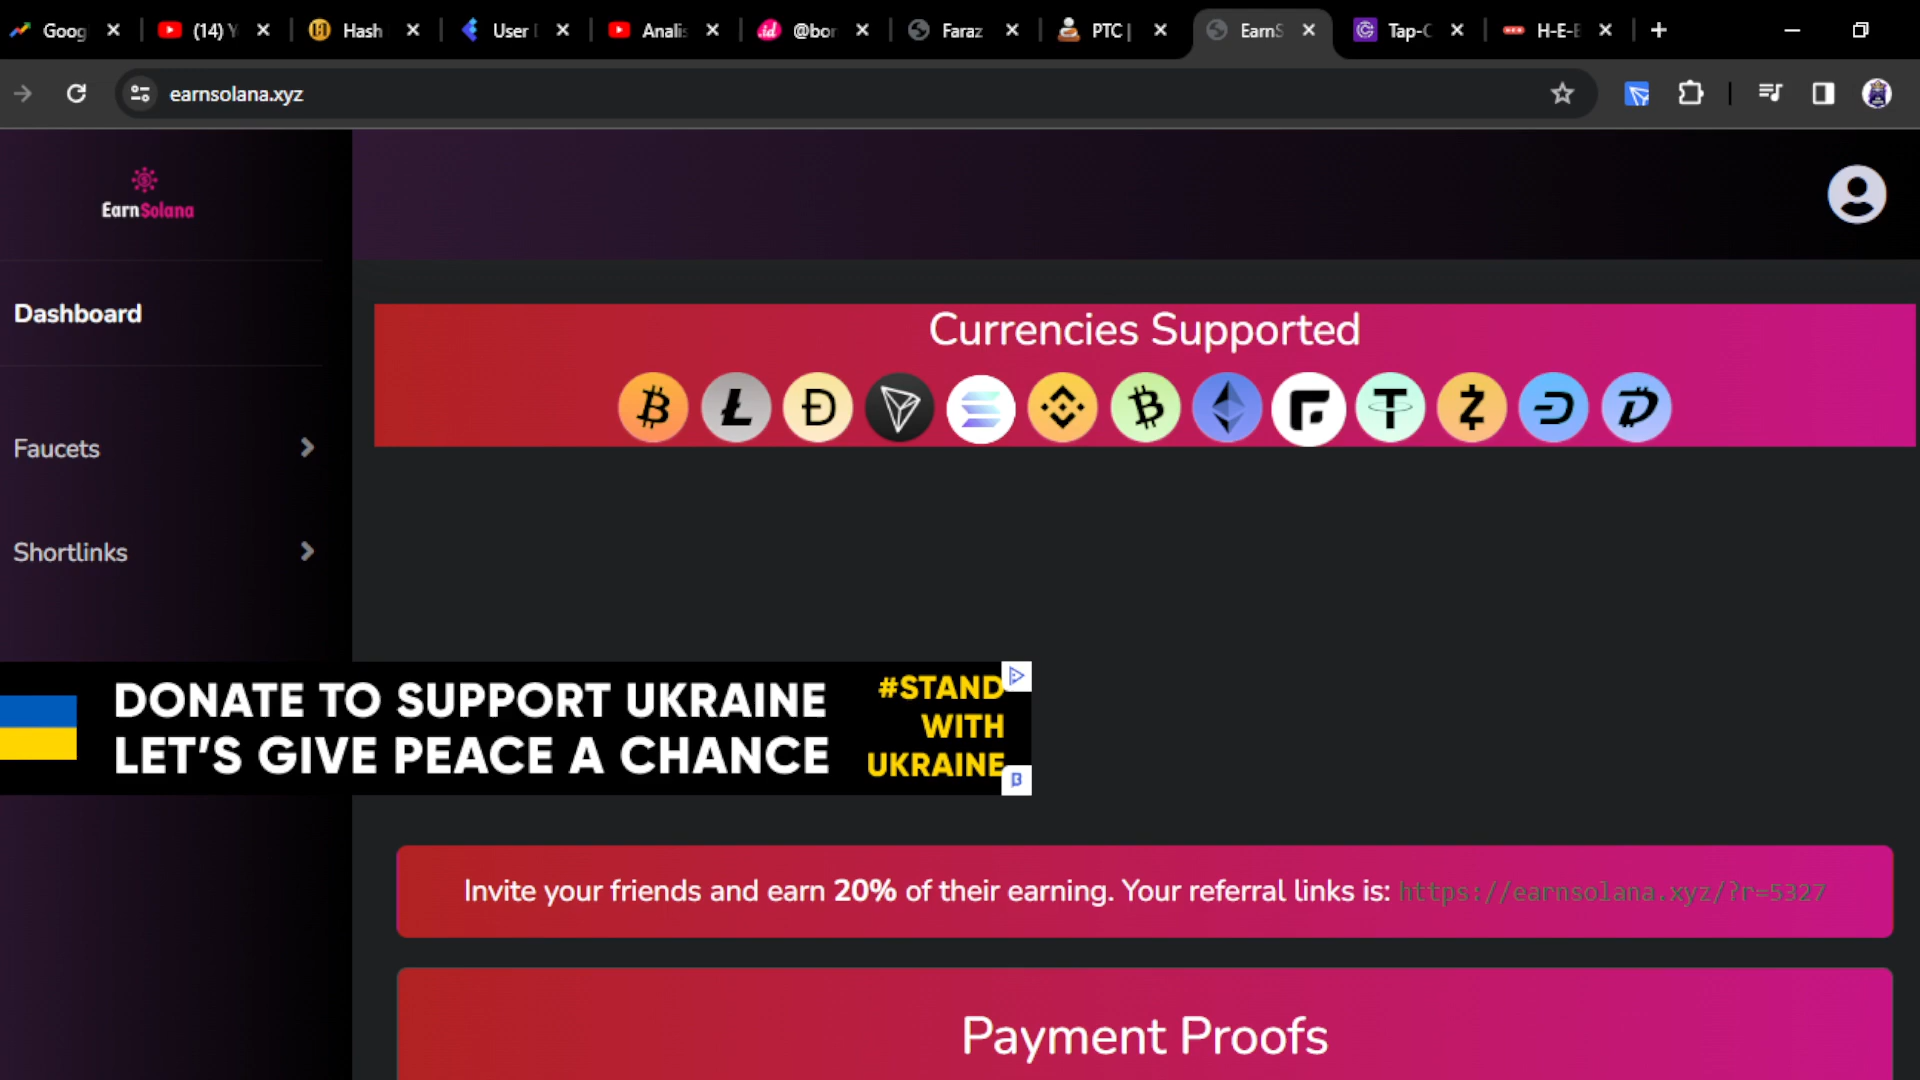 Goog
(14) Y
Hash
User
Analis
@bor
Faraz
PTC |
EarnS
Tap-C
H-E-E
earnsolana.xyz
EarnSolana
Dashboard
Faucets
Shortlinks
Currencies Supported
DONATE TO SUPPORT UKRAINE
LET'S GIVE PEACE A CHANCE
#STAND
WITH
UKRAINE
Invite your friends and earn 20% of their earning. Your referral links is: https://earnsolana.xyz/?r=5327
Payment Proofs